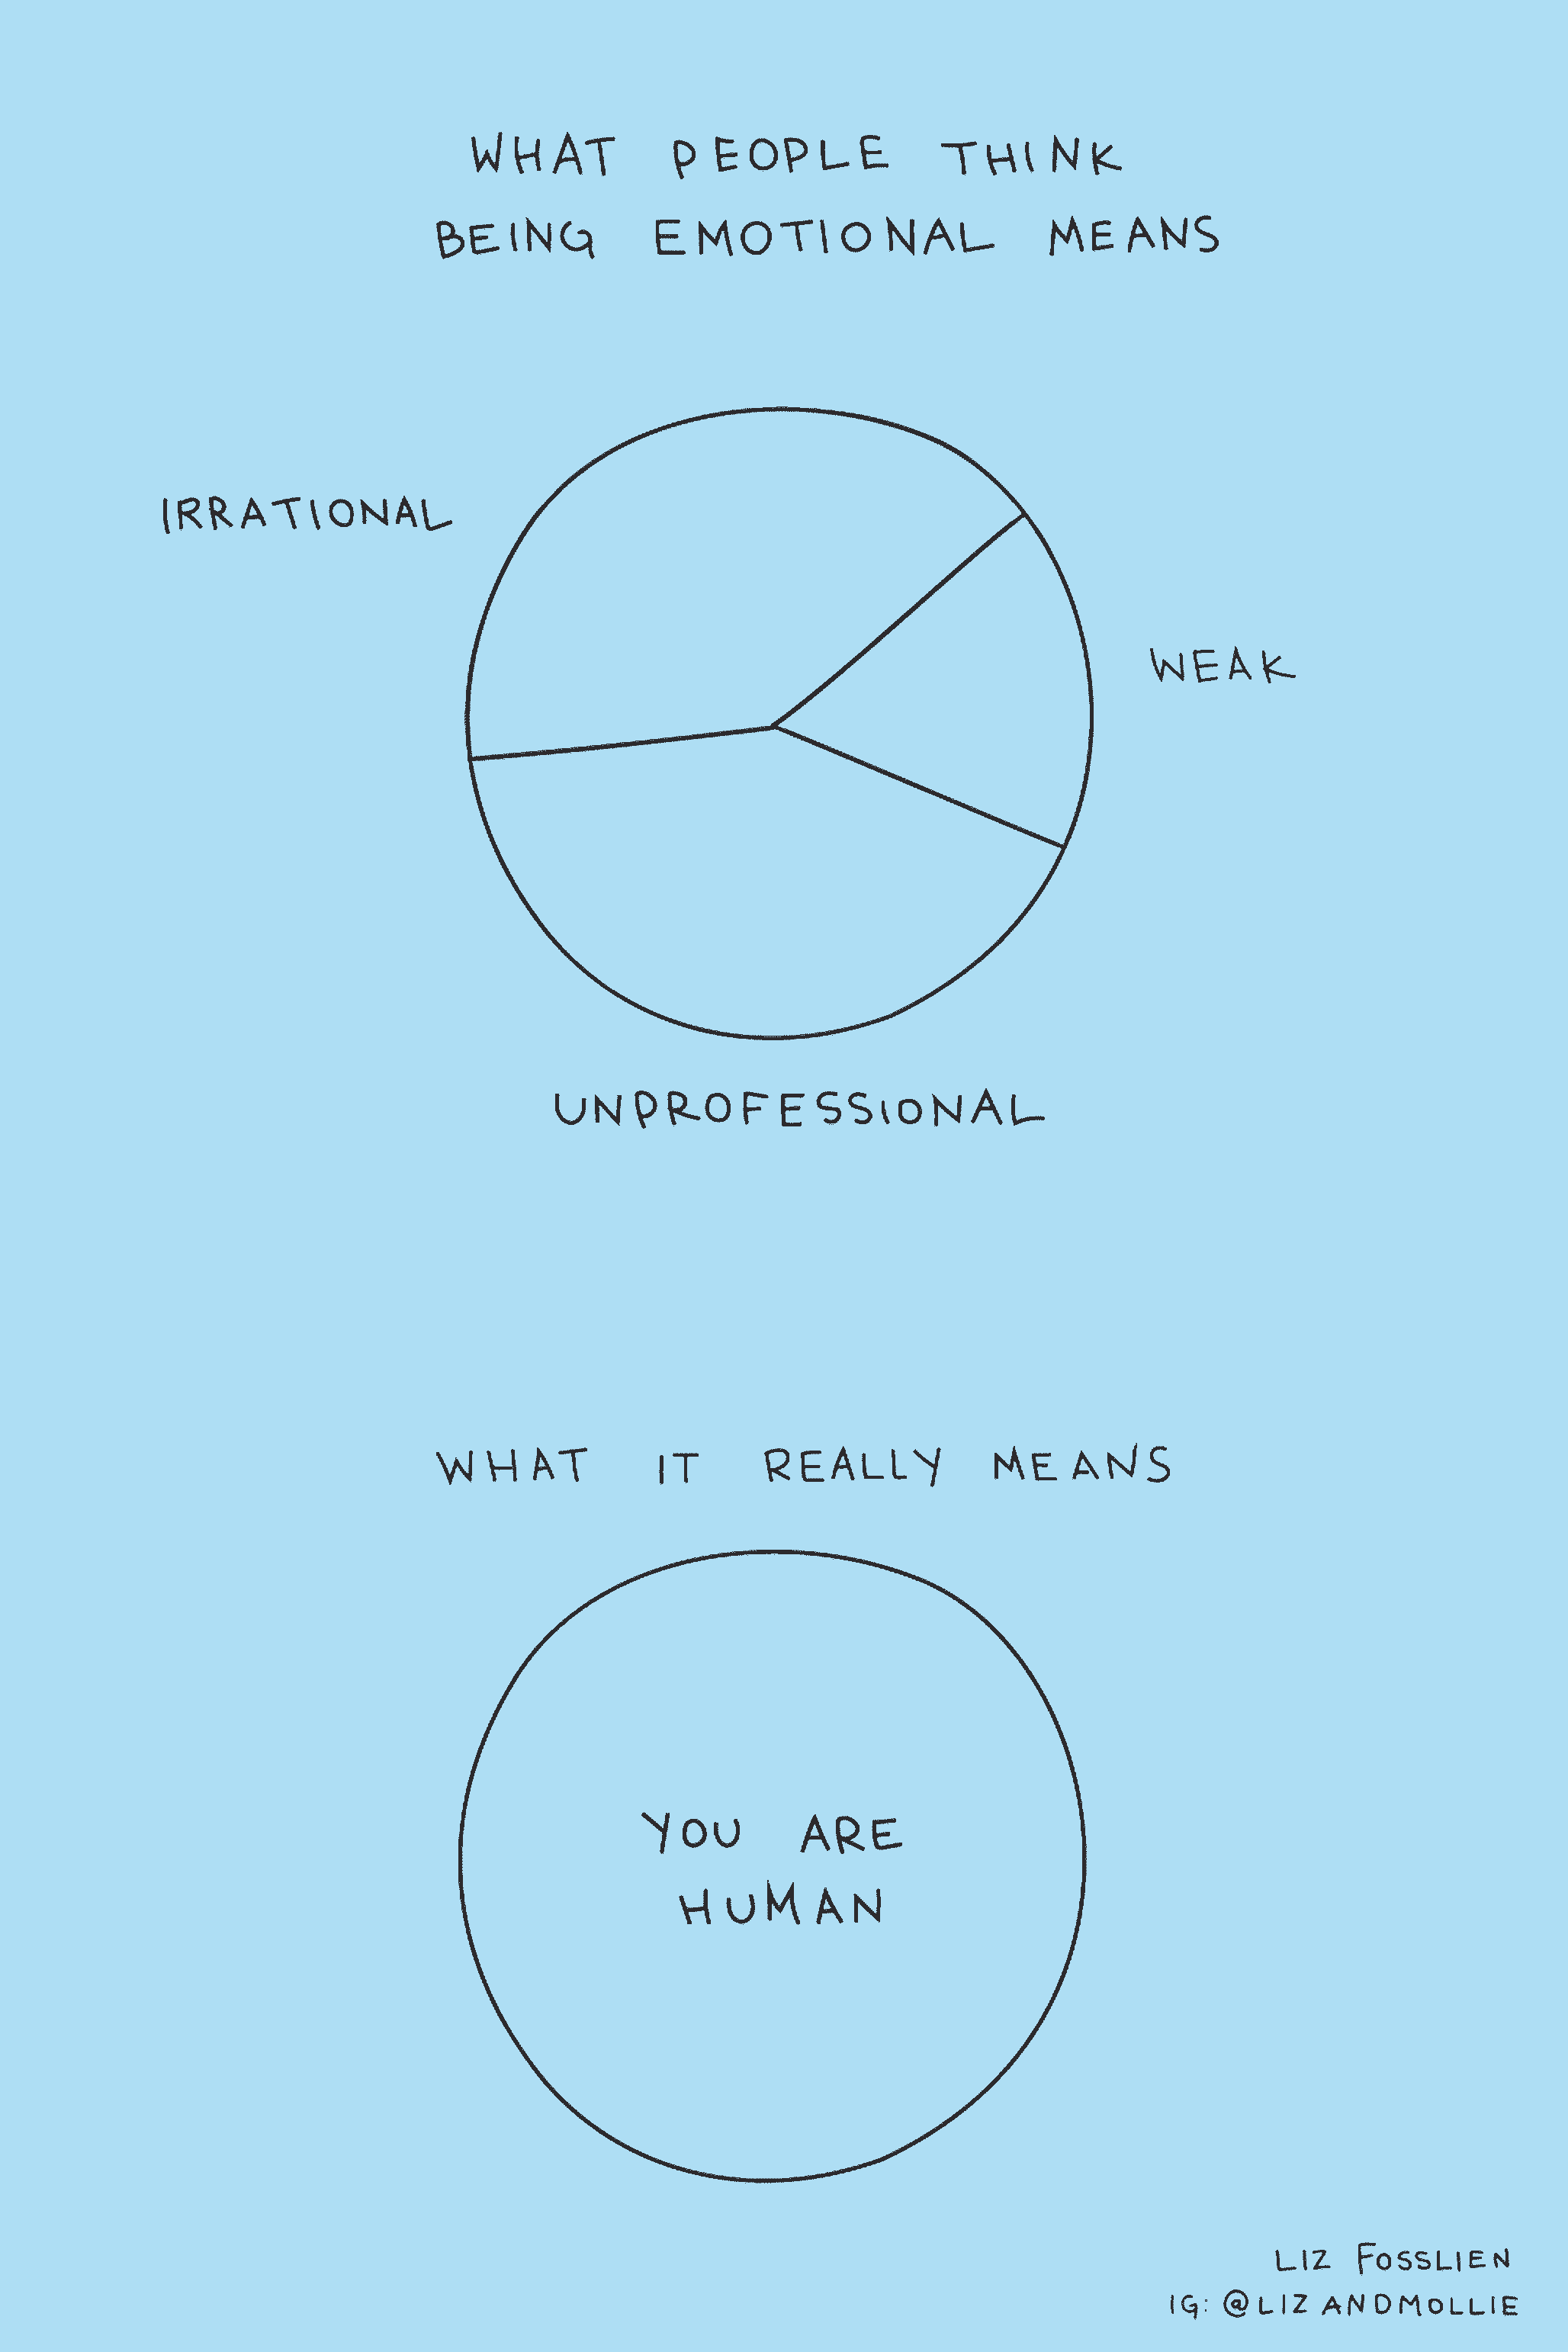 WHAT PEOPLE THINK
BEING EMOTIONAL MEANS
IRRATIONAL
WEAK
UNPROFESSIONAL
WHAT IT REALLY MEANS
YOU ARE
HUMAN
LIZ FOSSLIEN
IG: @LIZANDMOLLIE